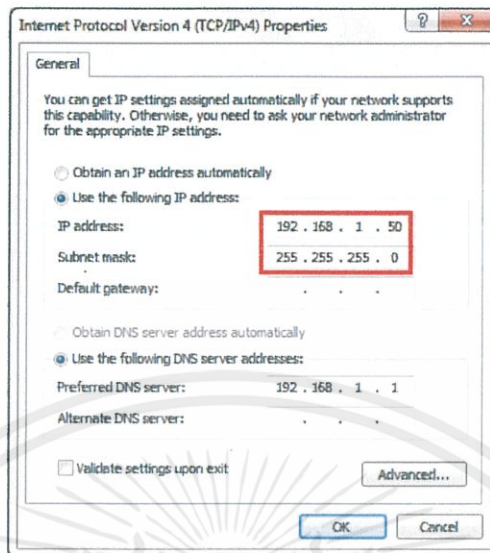 Internet Protocol Version 4 (TCP/IPv4) Properties
General
You can get IP settings assigned automatically if your network supports
this capability. Otherwise, you need to ask your network administrator
for the appropriate IP settings.
Obtain an IP address automatically
Use the following IP address:
IP address: 192 . 168 . 1 . 50
Subnet mask: 255 . 255 . 255 . 0
Default gateway: . . .
Obtain DNS server address automatically
Use the following DNS server addresses:
Preferred DNS server: 192 . 168 . 1 . 1
Alternate DNS server: . . .
Validate settings upon exit
Advanced...
OK Cancel